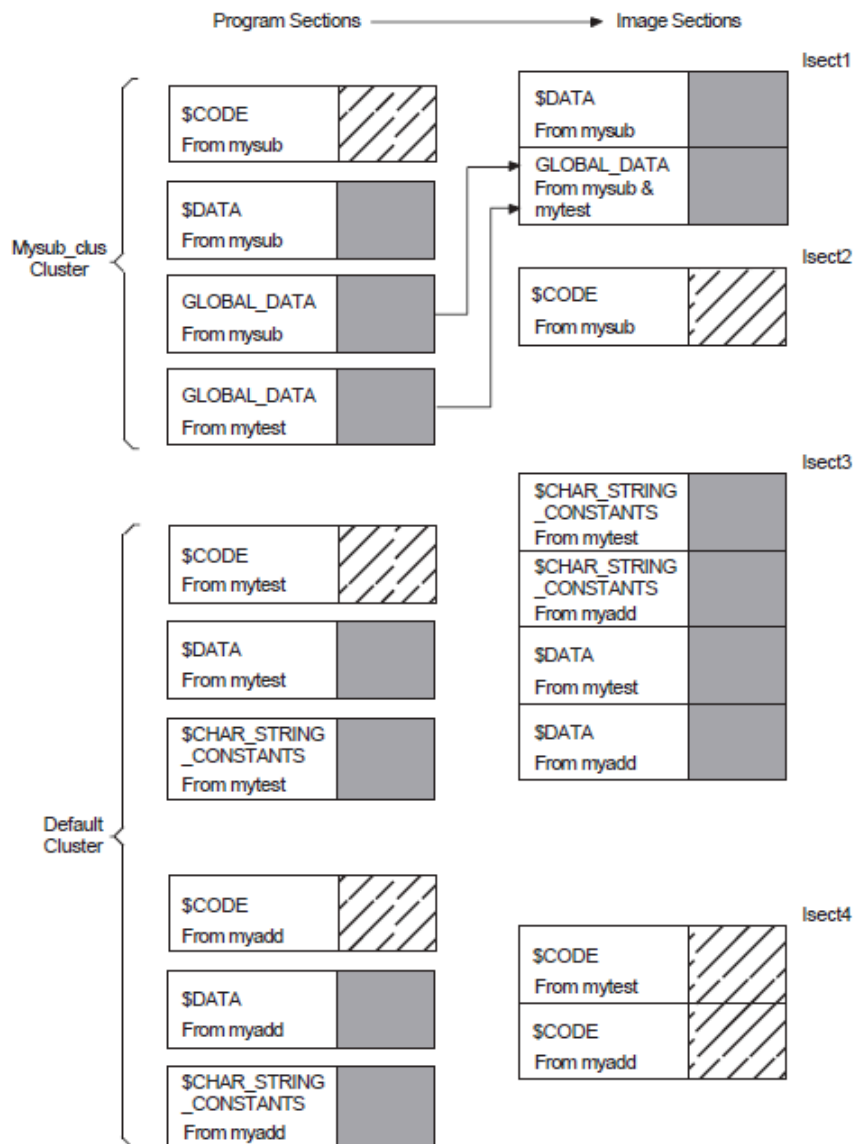 Program Sections
Image Sections
Isect1
$CODE
From mysub
$DATA
From mysub
GLOBAL_DATA
From mysub
GLOBAL_DATA
From mytest
Mysub_clus
Cluster
$DATA
From mysub
GLOBAL_DATA
From mysub &
mytest
Isect2
$CODE
From mysub
Isect3
$CHAR_STRING
_CONSTANTS
From mytest
$CHAR_STRING
_CONSTANTS
From myadd
$DATA
From mytest
$DATA
From myadd
$CODE
From mytest
$DATA
From mytest
$CHAR_STRING
_CONSTANTS
From mytest
Default
Cluster
$CODE
From myadd
$DATA
From myadd
$CHAR_STRING
_CONSTANTS
From myadd
Isect4
$CODE
From mytest
$CODE
From myadd